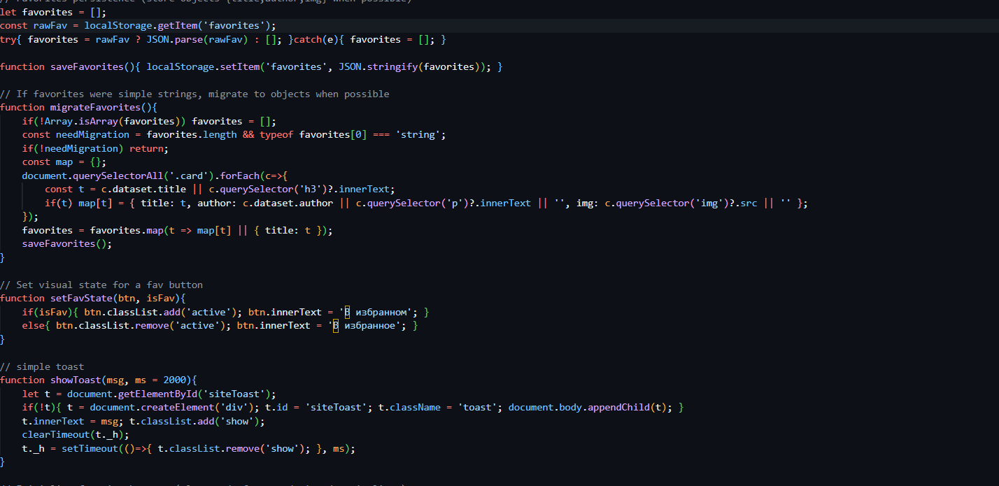 // Favorites persistence (store objects {title,author,img} when possible)
let favorites = [];
const rawFav = localStorage.getItem('favorites');
try{ favorites = rawFav ? JSON.parse(rawFav) : []; }catch(e){ favorites = []; }
function saveFavorites(){ localStorage.setItem('favorites', JSON.stringify(favorites)); }
// If favorites were simple strings, migrate to objects when possible
function migrateFavorites(){
if(!Array.isArray(favorites)) favorites = [];
const needMigration = favorites.length && typeof favorites[0] === 'string';
if(!needMigration) return;
const map = {};
document.querySelectorAll('.card').forEach(c=>{
const t = c.dataset.title || c.querySelector('h3')?.innerText;
if(t) map[t] = { title: t, author: c.dataset.author || c.querySelector('p')?.innerText || '', img: c.querySelector('img')?.src || '' };
});
favorites = favorites.map(t => map[t] || { title: t });
saveFavorites();
}
// Set visual state for a fav button
function setFavState(btn, isFav){
if(isFav){ btn.classList.add('active'); btn.innerText = 'В избранном'; }
else{ btn.classList.remove('active'); btn.innerText = 'В избранное'; }
}
// simple toast
function showToast(msg, ms = 2000){
let t = document.getElementById('siteToast');
if(!t){ t = document.createElement('div'); t.id = 'siteToast'; t.className = 'toast'; document.body.appendChild(t); }
t.innerText = msg; t.classList.add('show');
clearTimeout(t._h);
t._h = setTimeout(()=>{ t.classList.remove('show'); }, ms);
}